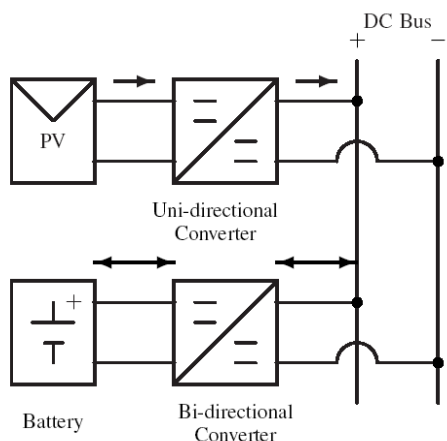 DC Bus
+ −
PV
Uni-directional
Converter
+
Battery
Bi-directional
Converter